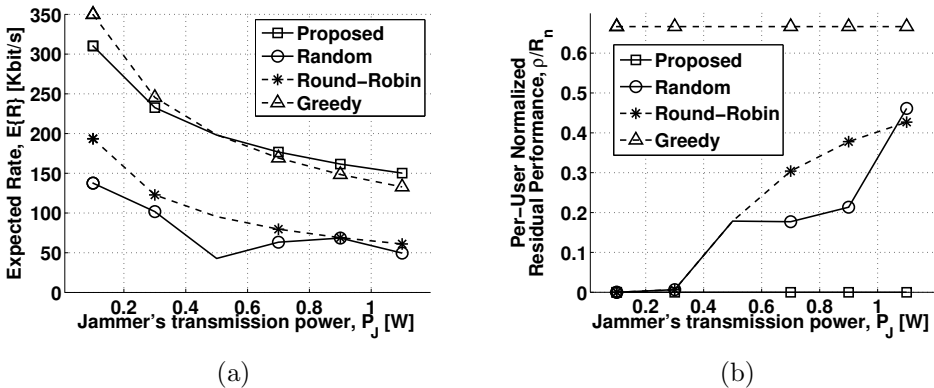 350
300
250
200
150
100
50
0
Expected Rate, E{R} [Kbit/s]
Proposed
Random
Round−Robin
Greedy
0.2
0.4
0.6
0.8
1
Jammer's transmission power, P_J [W]
(a)
0.6
0.5
0.4
0.3
0.2
0.1
0
Per−User Normalized
Residual Performance, ρ/R_n
Proposed
Random
Round−Robin
Greedy
0.2
0.4
0.6
0.8
1
Jammer's transmission power, P_J [W]
(b)